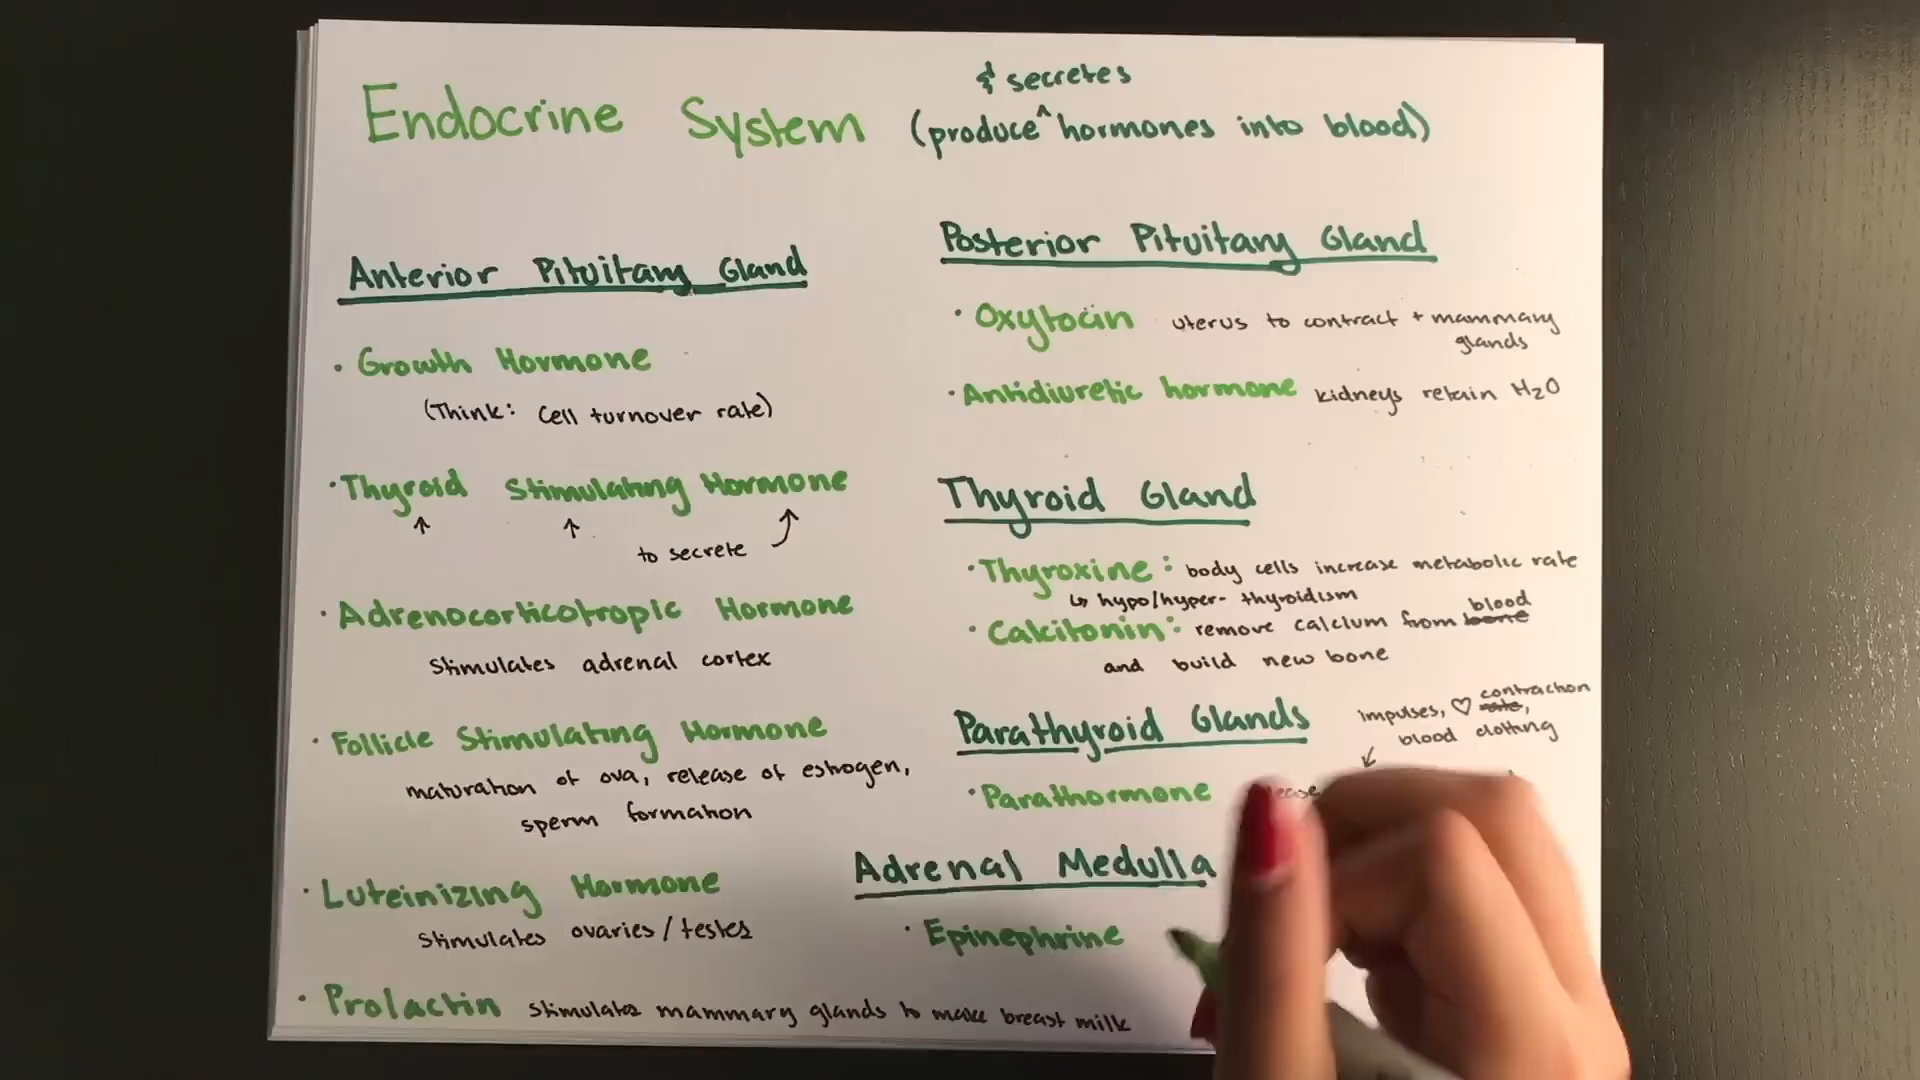 Endocrine System (produce ^ & secretes hormones into blood)
Anterior Pituitary Gland
· Growth Hormone
(Think: Cell turnover rate)
· Thyroid Stimulating Hormone
↑ ↑ to secrete ⤴
· Adrenocorticotropic Hormone
Stimulates adrenal cortex
· Follicle Stimulating Hormone
maturation of ova, release of estrogen,
sperm formation
· Luteinizing Hormone
Stimulates ovaries/testes
· Prolactin stimulates mammary glands to make breast milk
Posterior Pituitary Gland
· Oxytocin uterus to contract + mammary
glands
· Antidiuretic hormone kidneys retain H2O
Thyroid Gland
· Thyroxine: body cells increase metabolic rate
↳ hypo/hyper- thyroidism
· Calcitonin: remove calcium from bone blood
and build new bone
Parathyroid Glands
impulses, ♡ rate contraction,
blood clotting
↙
· Parathormone
Adrenal Medulla
· Epinephrine